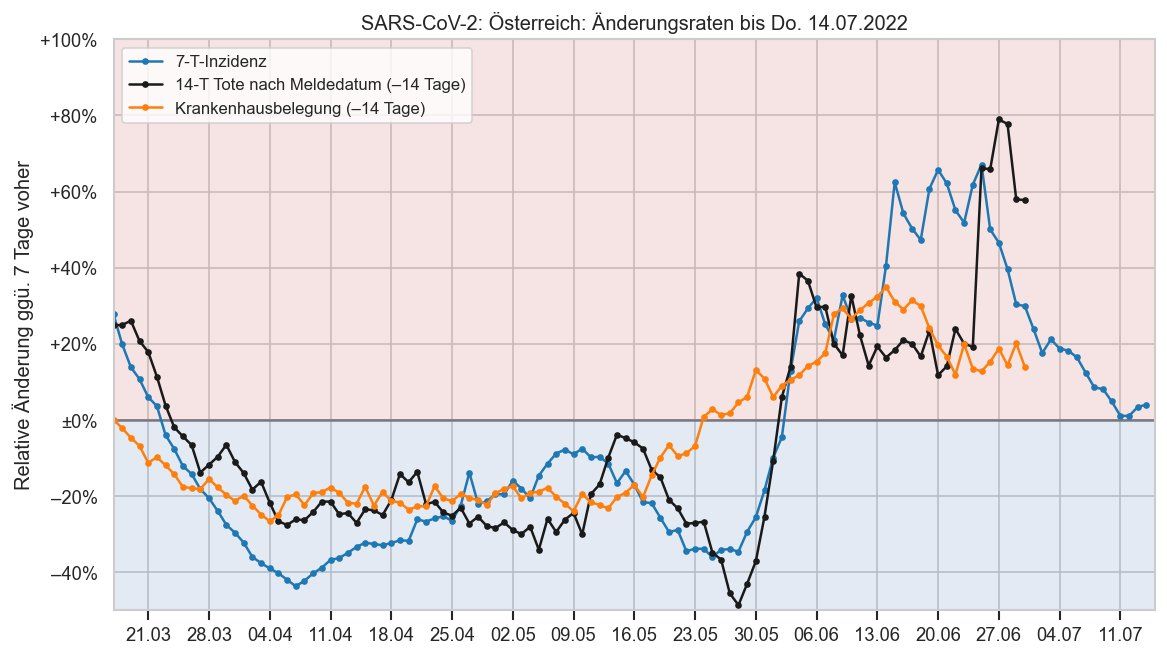 SARS-CoV-2: Österreich: Änderungsraten bis Do. 14.07.2022
Relative Änderung ggü. 7 Tage voher
7-T-Inzidenz
14-T Tote nach Meldedatum (–14 Tage)
Krankenhausbelegung (–14 Tage)
+100%
+80%
+60%
+40%
+20%
±0%
–20%
–40%
21.03 28.03 04.04 11.04 18.04 25.04 02.05 09.05 16.05 23.05 30.05 06.06 13.06 20.06 27.06 04.07 11.07